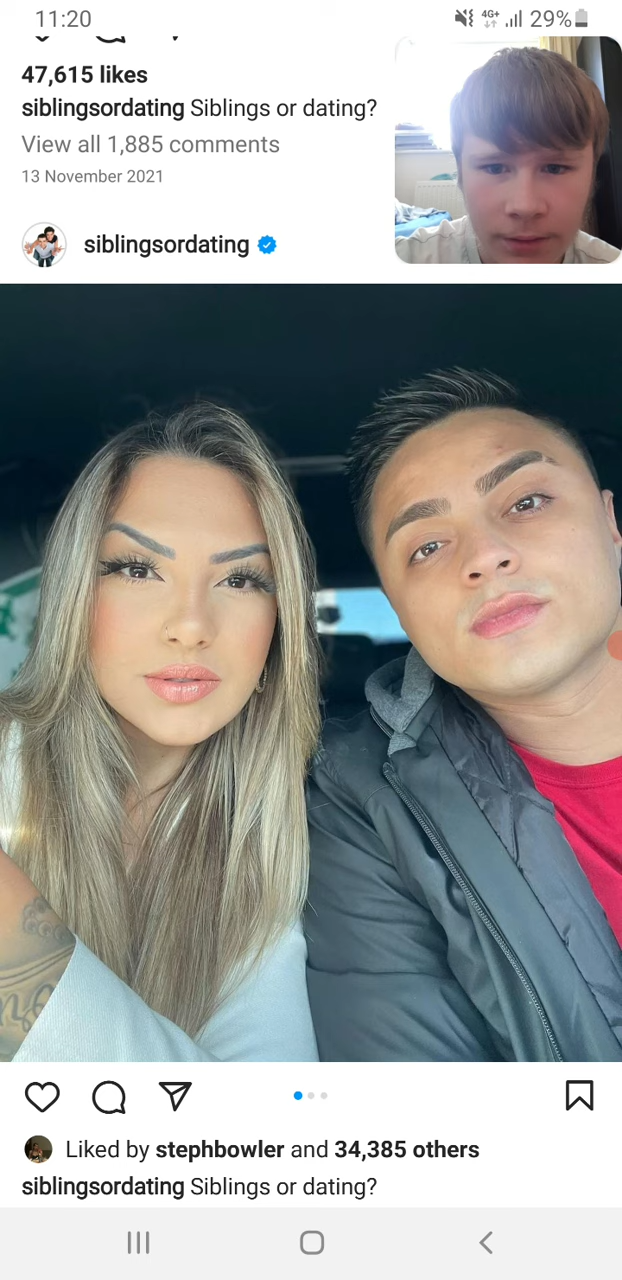 11:20 4G+ 29%
47,615 likes
siblingsordating Siblings or dating?
View all 1,885 comments
13 November 2021
siblingsordating
Liked by stephbowler and 34,385 others
siblingsordating Siblings or dating?